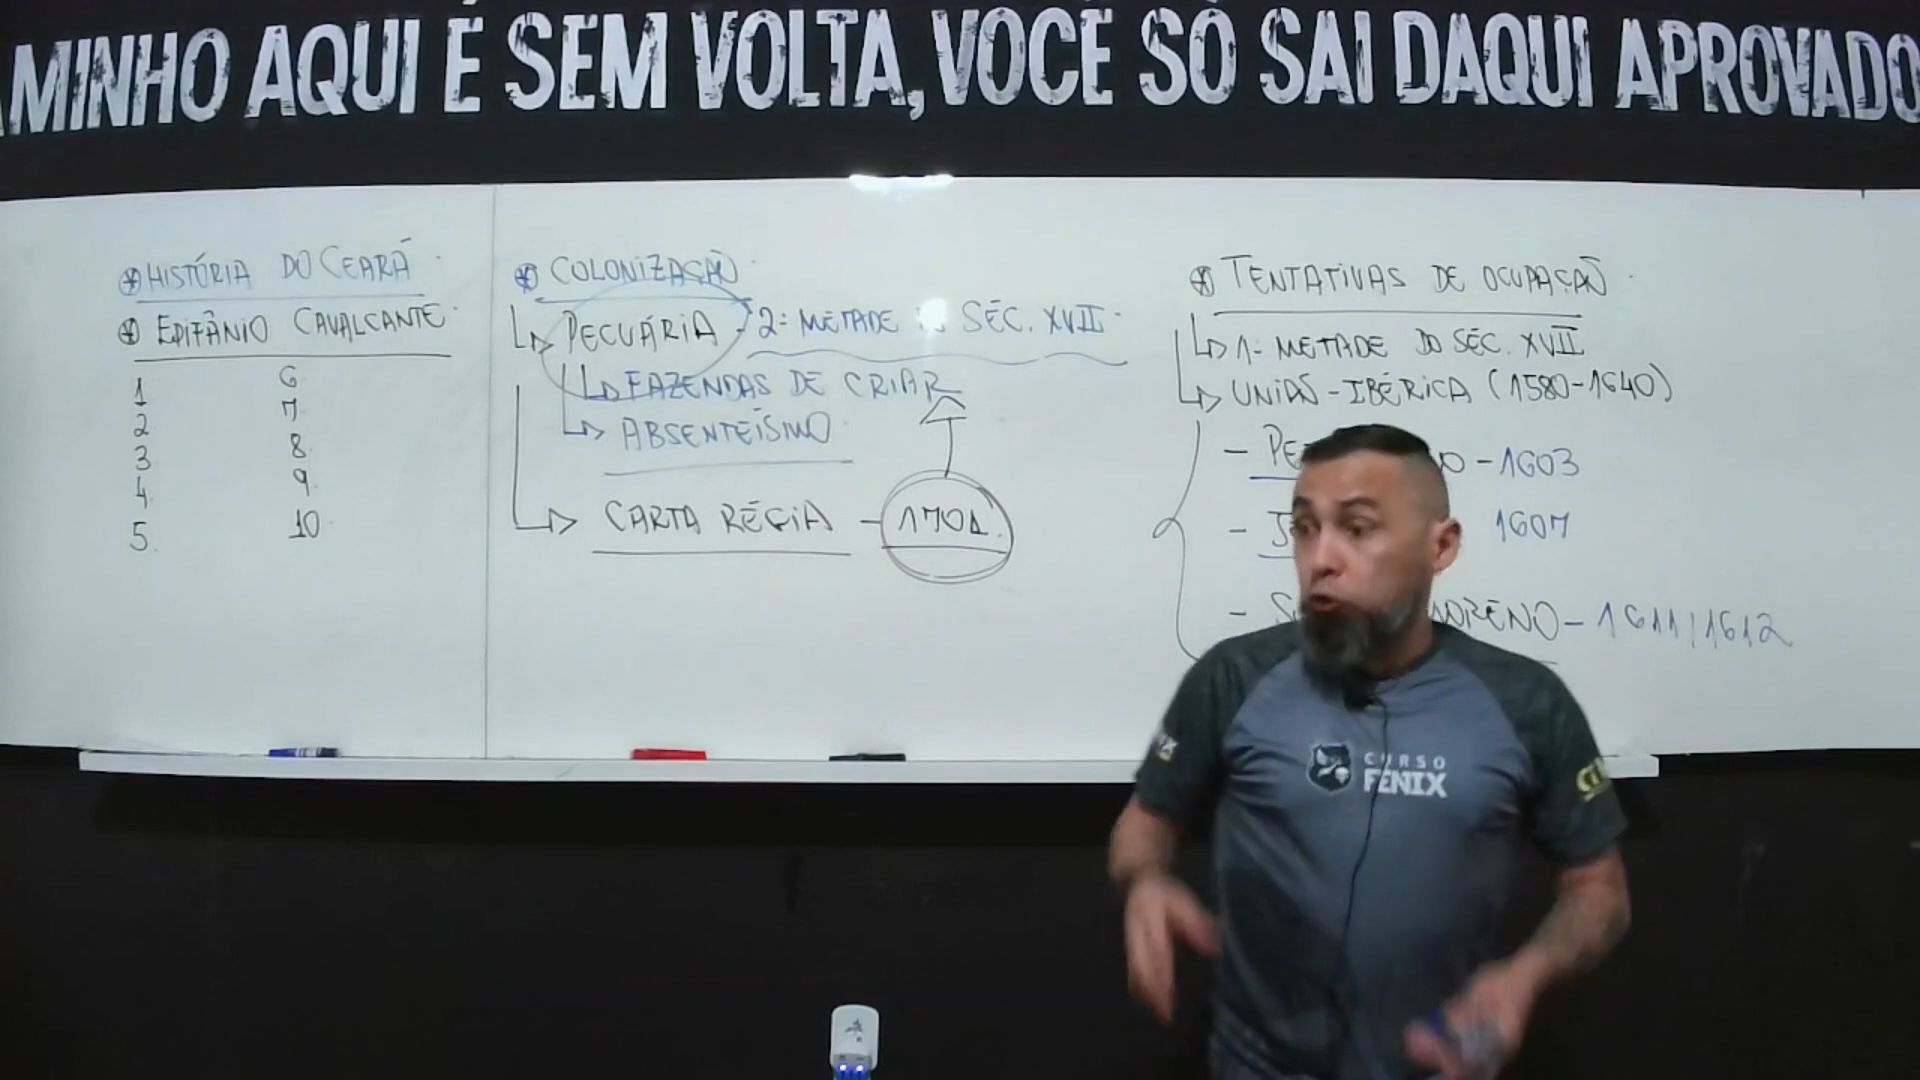 MINHO AQUI É SEM VOLTA, VOCÊ SÓ SAI DAQUI APROVADO
HISTÓRIA DO CEARÁ
EPIFÂNIO CAVALCANTE
1 6
2 7
3 8
4 9
5. 10
COLONIZAÇÃO
PECUÁRIA - 2ª METADE SÉC. XVII
FAZENDAS DE CRIAR
ABSENTEÍSMO
CARTA RÉGIA - 1701
TENTATIVAS DE OCUPAÇÃO
1ª METADE DO SÉC. XVII
UNIÃO-IBÉRICA (1580-1640)
- 1603
1607
MORENO - 1611/1612
CURSO
FÊNIX